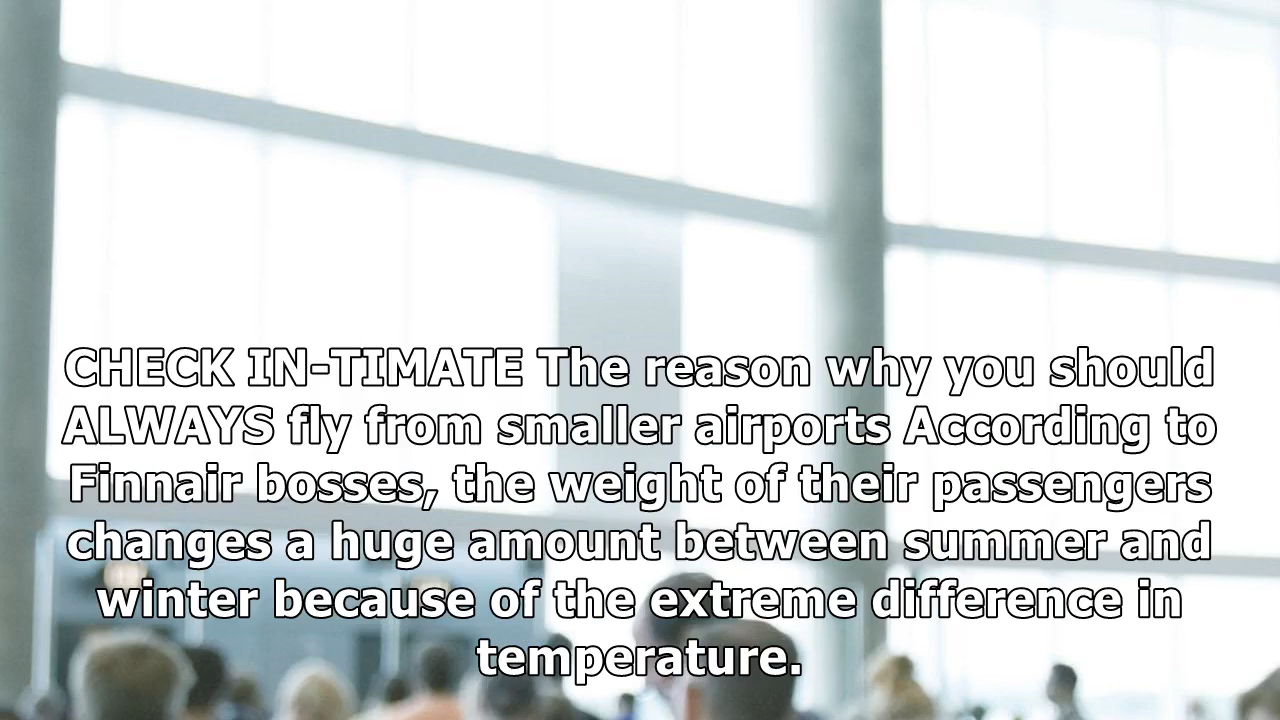 CHECK IN-TIMATE The reason why you should
ALWAYS fly from smaller airports According to
Finnair bosses, the weight of their passengers
changes a huge amount between summer and
winter because of the extreme difference in
temperature.